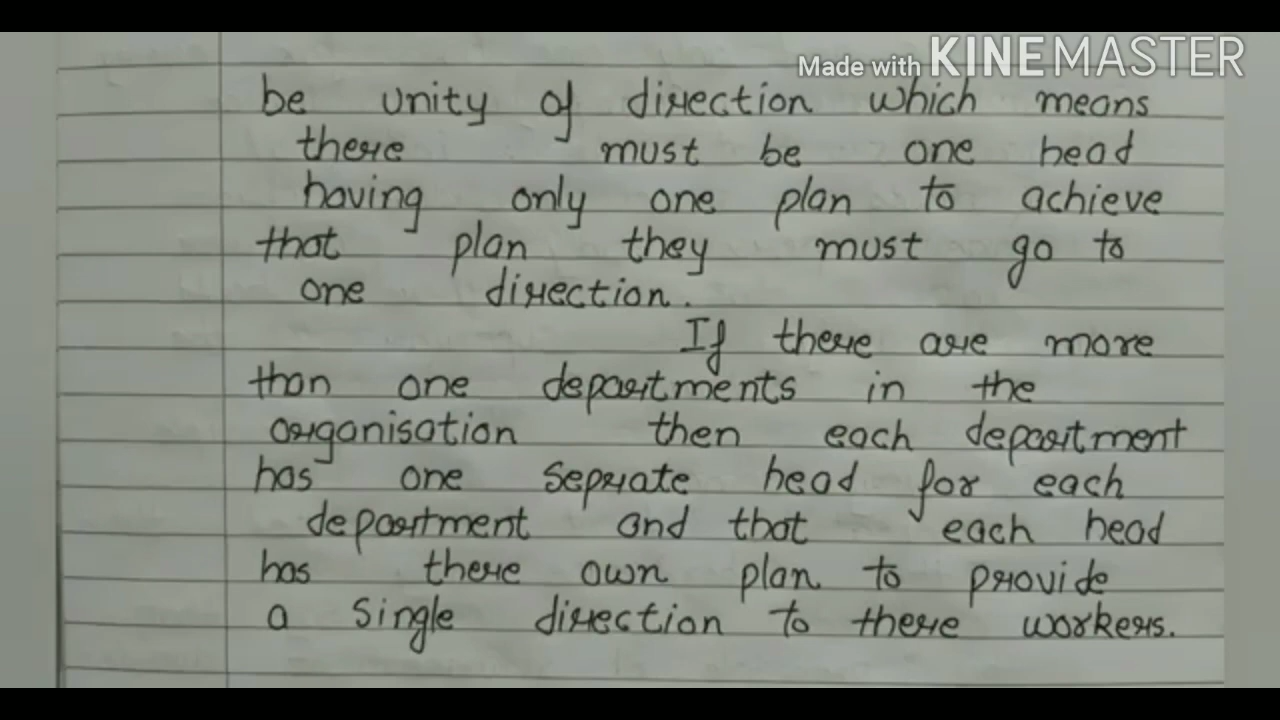 Made with KINEMASTER
be unity of direction which means
there must be one head
having only one plan to achieve
that plan they must go to
one direction.
If there are more
than one departments in the
organisation then each department
has one seprate head for each
department and that each head
has there own plan to provide
a single direction to there workers.